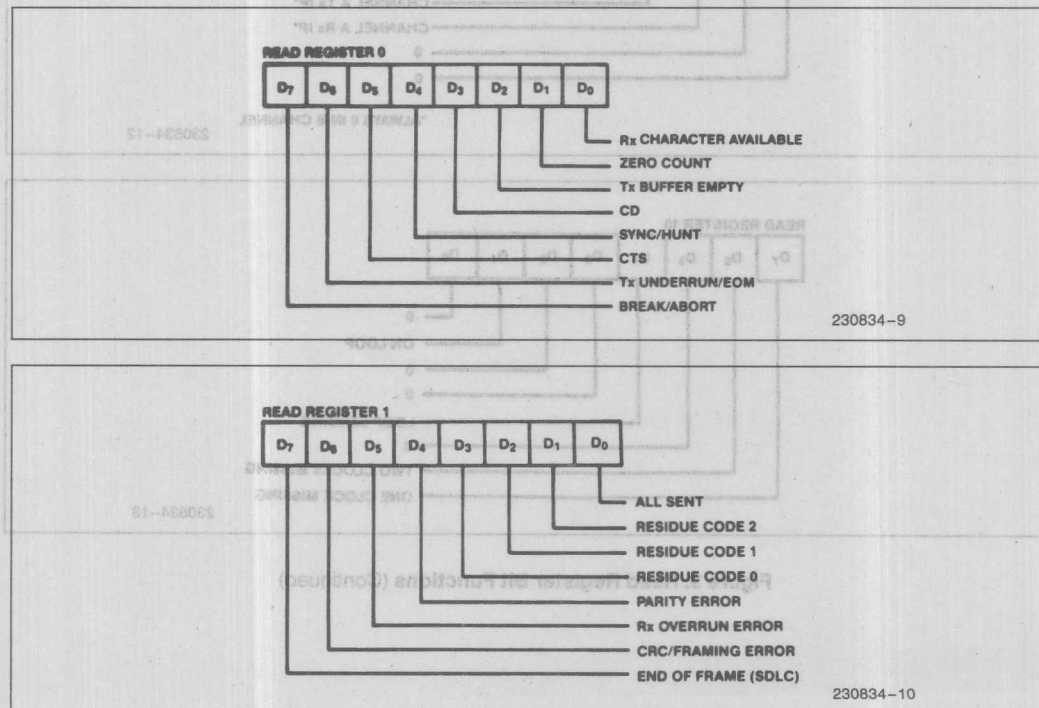 READ REGISTER 0
D7 D6 D5 D4 D3 D2 D1 D0
Rx CHARACTER AVAILABLE
ZERO COUNT
Tx BUFFER EMPTY
CD
SYNC/HUNT
CTS
Tx UNDERRUN/EOM
BREAK/ABORT
230834-9
READ REGISTER 1
D7 D6 D5 D4 D3 D2 D1 D0
ALL SENT
RESIDUE CODE 2
RESIDUE CODE 1
RESIDUE CODE 0
PARITY ERROR
Rx OVERRUN ERROR
CRC/FRAMING ERROR
END OF FRAME (SDLC)
230834-10